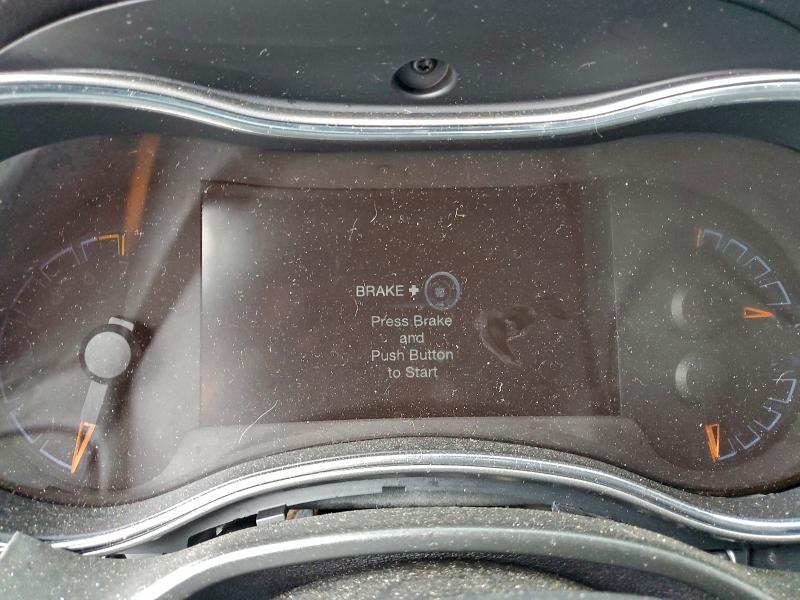 BRAKE +
Press Brake
and
Push Button
to Start